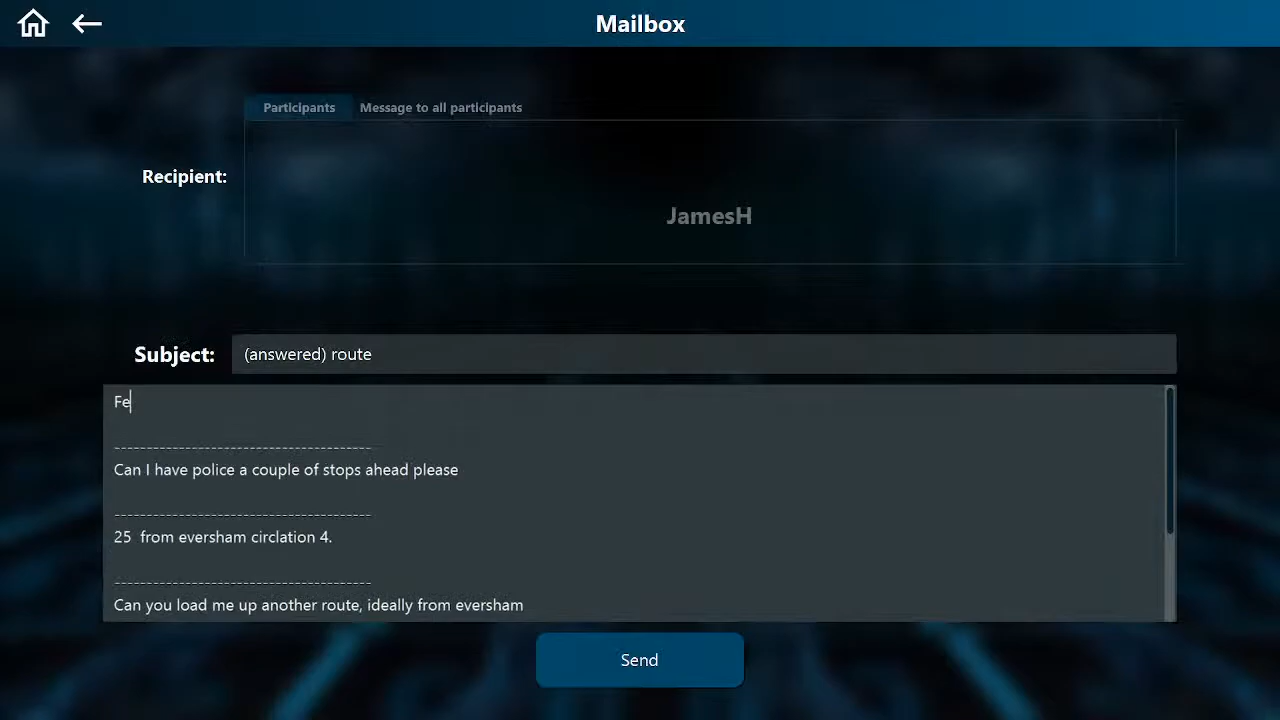 Mailbox
Participants Message to all participants
Recipient:
JamesH
Subject: (answered) route
Fe
--------------------------------------
Can I have police a couple of stops ahead please
--------------------------------------
25  from eversham circlation 4.
--------------------------------------
Can you load me up another route, ideally from eversham
Send